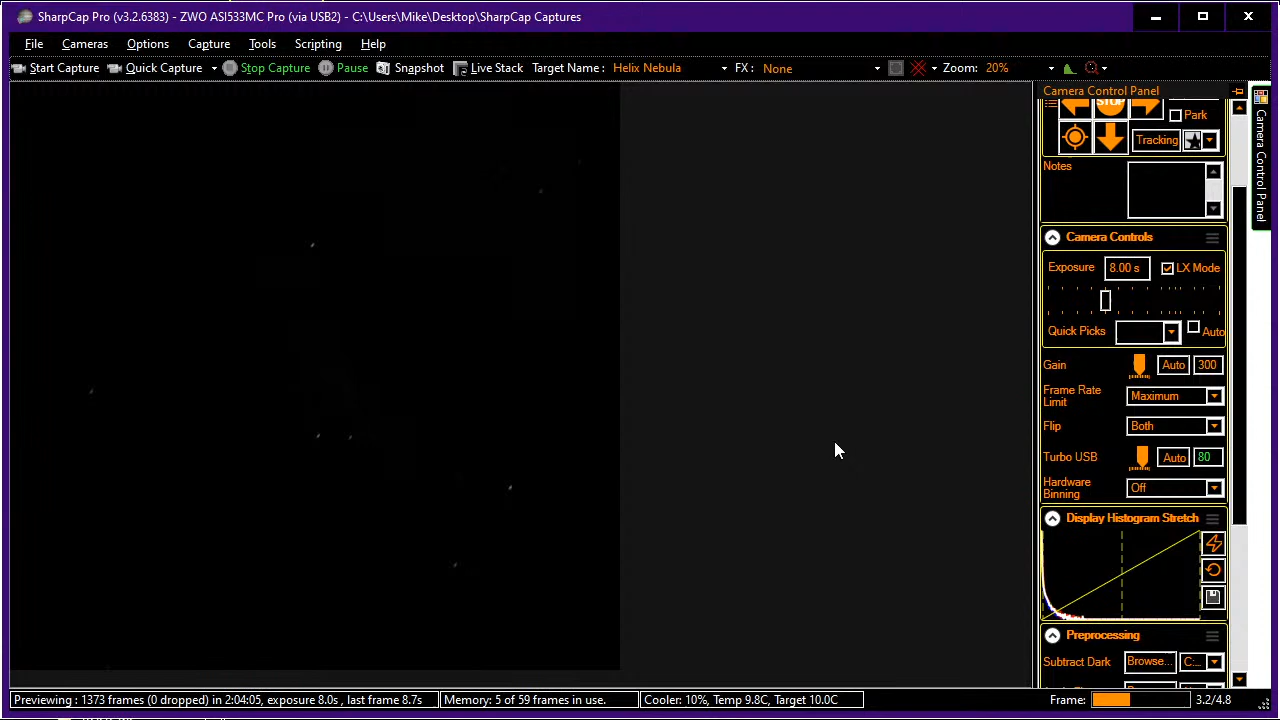 SharpCap Pro (v3.2.6383) - ZWO ASI533MC Pro (via USB2) - C:\Users\Mike\Desktop\SharpCap Captures
File Cameras Options Capture Tools Scripting Help
Start Capture Quick Capture Stop Capture Pause Snapshot Live Stack Target Name: Helix Nebula FX: None Zoom: 20%
Camera Control Panel
STOP
Park
Tracking
Notes
Camera Control Panel
Camera Controls
Exposure 8.00 s LX Mode
Quick Picks Auto
Gain Auto 300
Frame Rate
Limit
Maximum
Flip Both
Turbo USB Auto 80
Hardware
Binning
Off
Display Histogram Stretch
Preprocessing
Subtract Dark Browse... C:...
Previewing : 1373 frames (0 dropped) in 2:04:05, exposure 8.0s , last frame 8.7s Memory: 5 of 59 frames in use. Cooler: 10%, Temp 9.8C, Target 10.0C Frame: 3.2/4.8